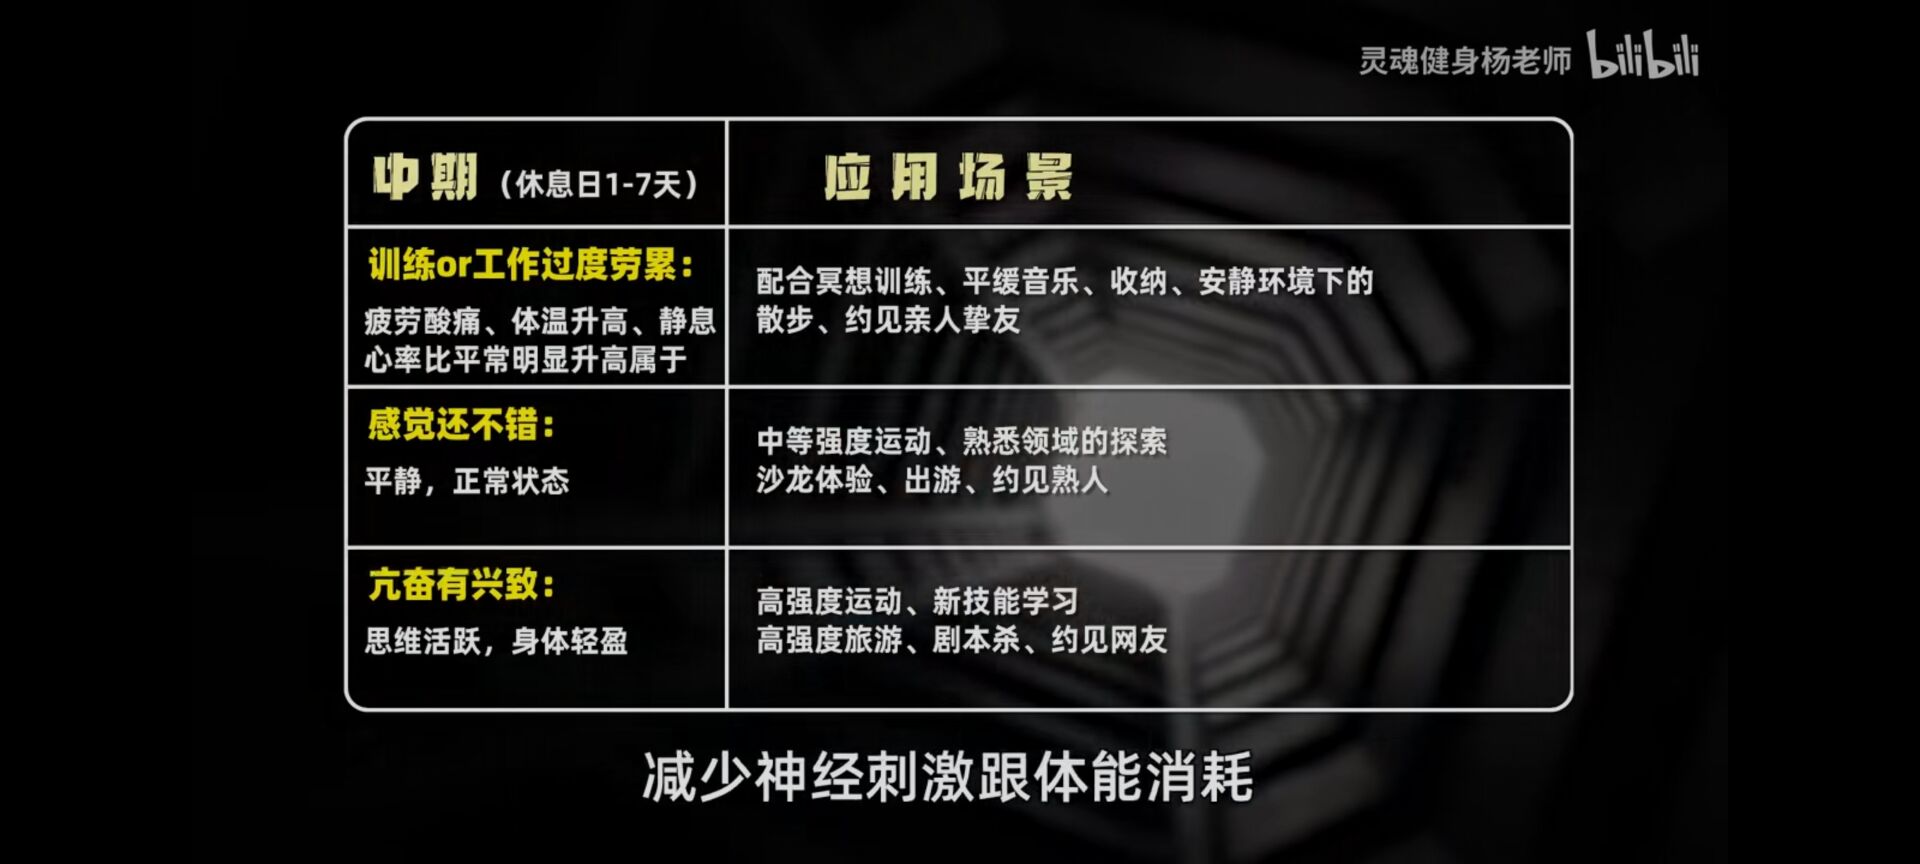 灵魂健身杨老师 bilibili
中期（休息日1-7天）
应用场景
训练or工作过度劳累：
疲劳酸痛、体温升高、静息
心率比平常明显升高属于
配合冥想训练、平缓音乐、收纳、安静环境下的
散步、约见亲人挚友
感觉还不错：
平静，正常状态
中等强度运动、熟悉领域的探索
沙龙体验、出游、约见熟人
亢奋有兴致：
思维活跃，身体轻盈
高强度运动、新技能学习
高强度旅游、剧本杀、约见网友
减少神经刺激跟体能消耗